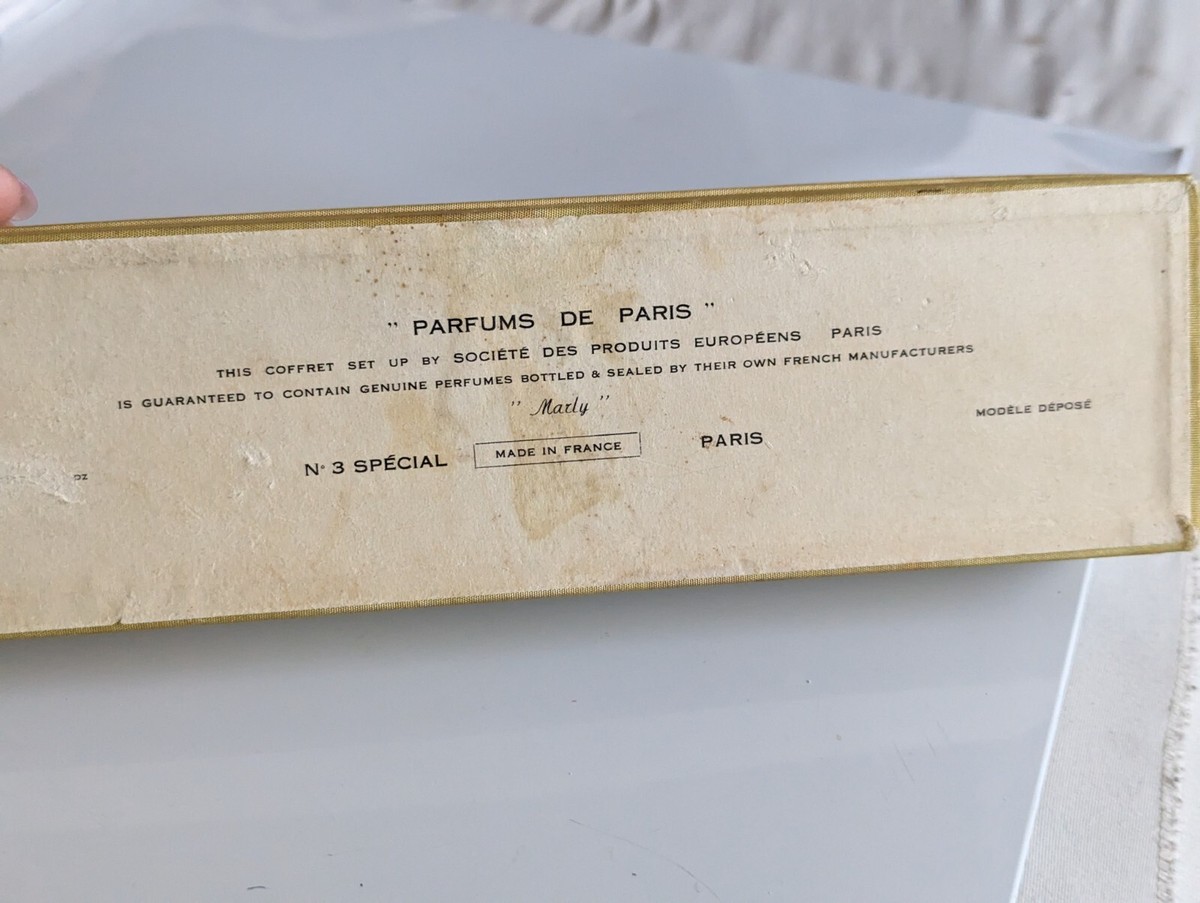 " PARFUMS DE PARIS "
THIS COFFRET SET UP BY SOCIÉTÉ DES PRODUITS EUROPÉENS PARIS
IS GUARANTEED TO CONTAIN GENUINE PERFUMES BOTTLED & SEALED BY THEIR OWN FRENCH MANUFACTURERS
" Marly "
MODÈLE DÉPOSÉ
N° 3 SPÉCIAL MADE IN FRANCE PARIS
OZ